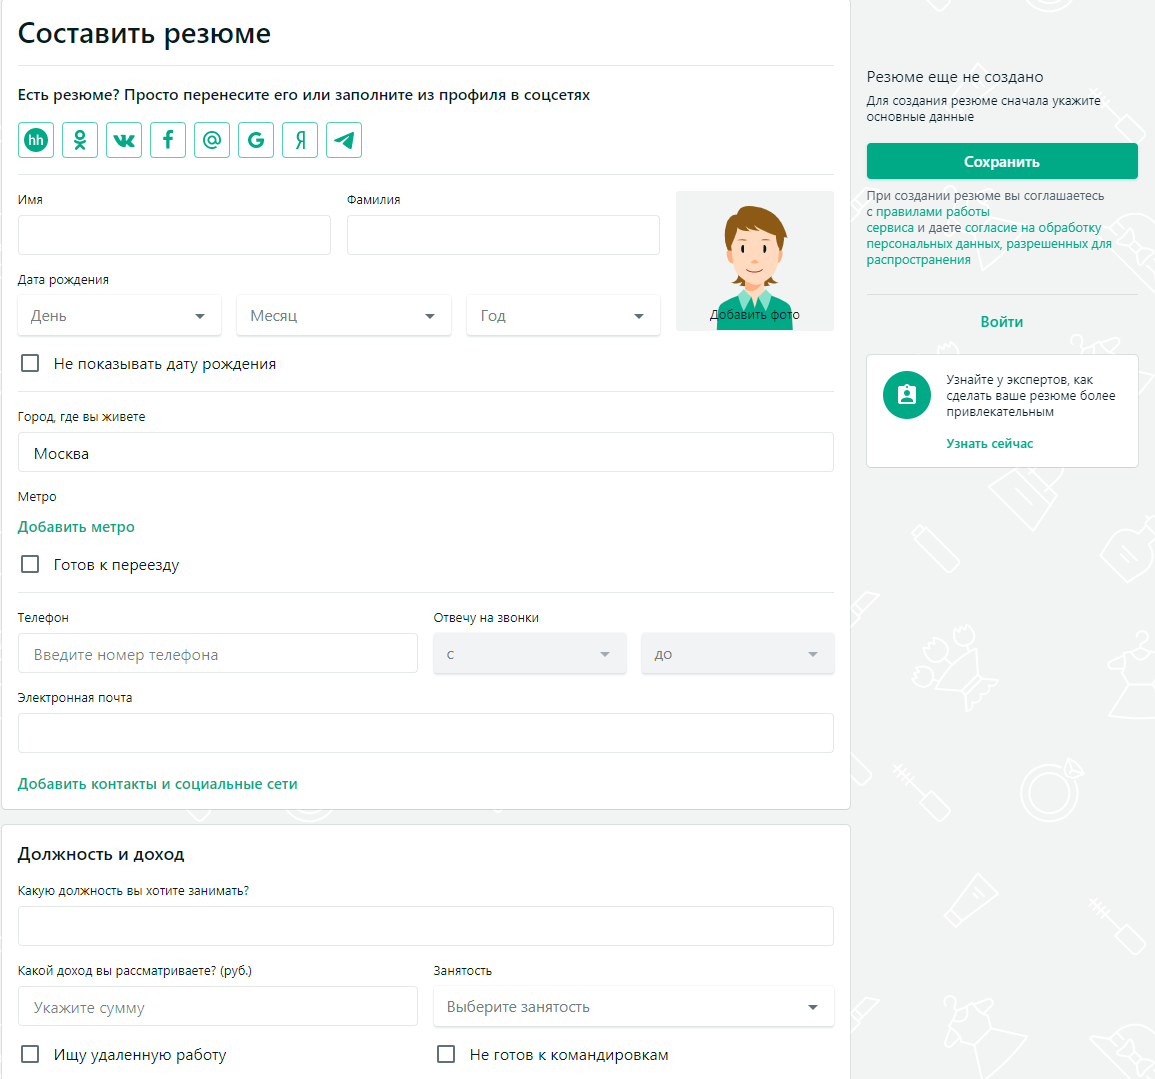 Составить резюме
Есть резюме? Просто перенесите его или заполните из профиля в соцсетях
hh
Имя
Фамилия
Добавить фото
Дата рождения
День
Месяц
Год
Не показывать дату рождения
Город, где вы живете
Москва
Метро
Добавить метро
Готов к переезду
Телефон
Отвечу на звонки
Введите номер телефона
с
до
Электронная почта
Добавить контакты и социальные сети
Должность и доход
Какую должность вы хотите занимать?
Какой доход вы рассматриваете? (руб.)
Занятость
Укажите сумму
Выберите занятость
Ищу удаленную работу
Не готов к командировкам
Резюме еще не создано
Для создания резюме сначала укажите
основные данные
Сохранить
При создании резюме вы соглашаетесь
с правилами работы
сервиса и даете согласие на обработку
персональных данных, разрешенных для
распространения
Войти
Узнайте у экспертов, как
сделать ваше резюме более
привлекательным
Узнать сейчас